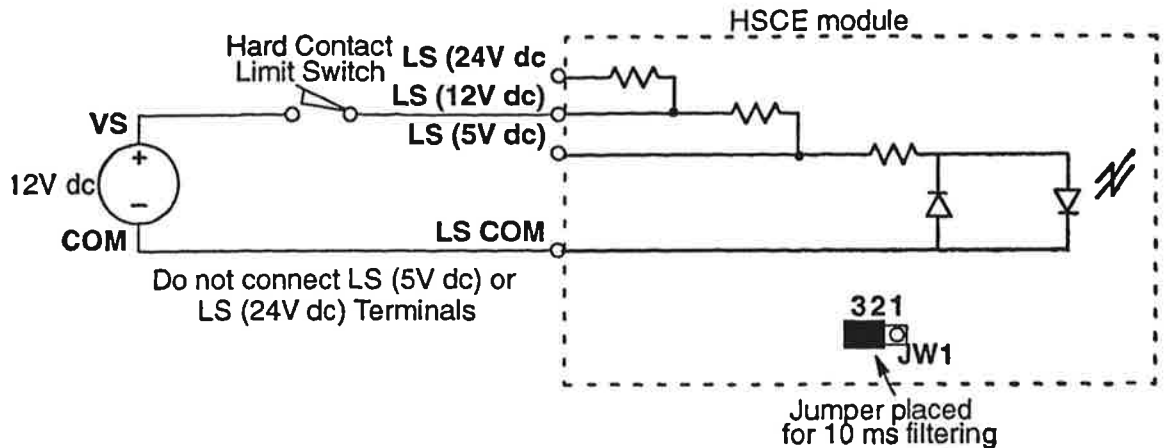 HSCE module
Hard Contact
Limit Switch
LS (24V dc
LS (12V dc)
LS (5V dc)
VS
+
12V dc
−
COM
LS COM
Do not connect LS (5V dc) or
LS (24V dc) Terminals
321
JW1
Jumper placed
for 10 ms filtering